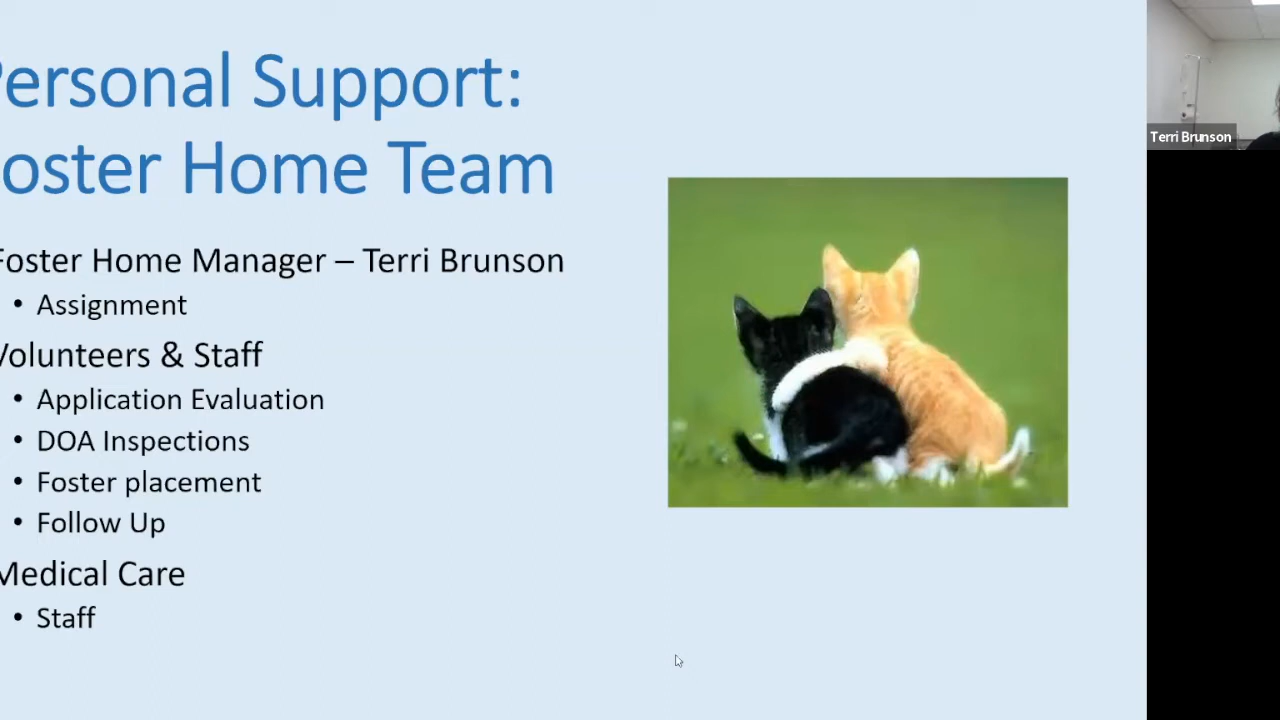 Personal Support:
oster Home Team
Foster Home Manager – Terri Brunson
• Assignment
Volunteers & Staff
• Application Evaluation
• DOA Inspections
• Foster placement
• Follow Up
Medical Care
• Staff
Terri Brunson